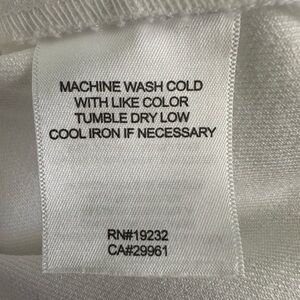 MACHINE WASH COLD
WITH LIKE COLOR
TUMBLE DRY LOW
COOL IRON IF NECESSARY
RN#19232
CA#29961